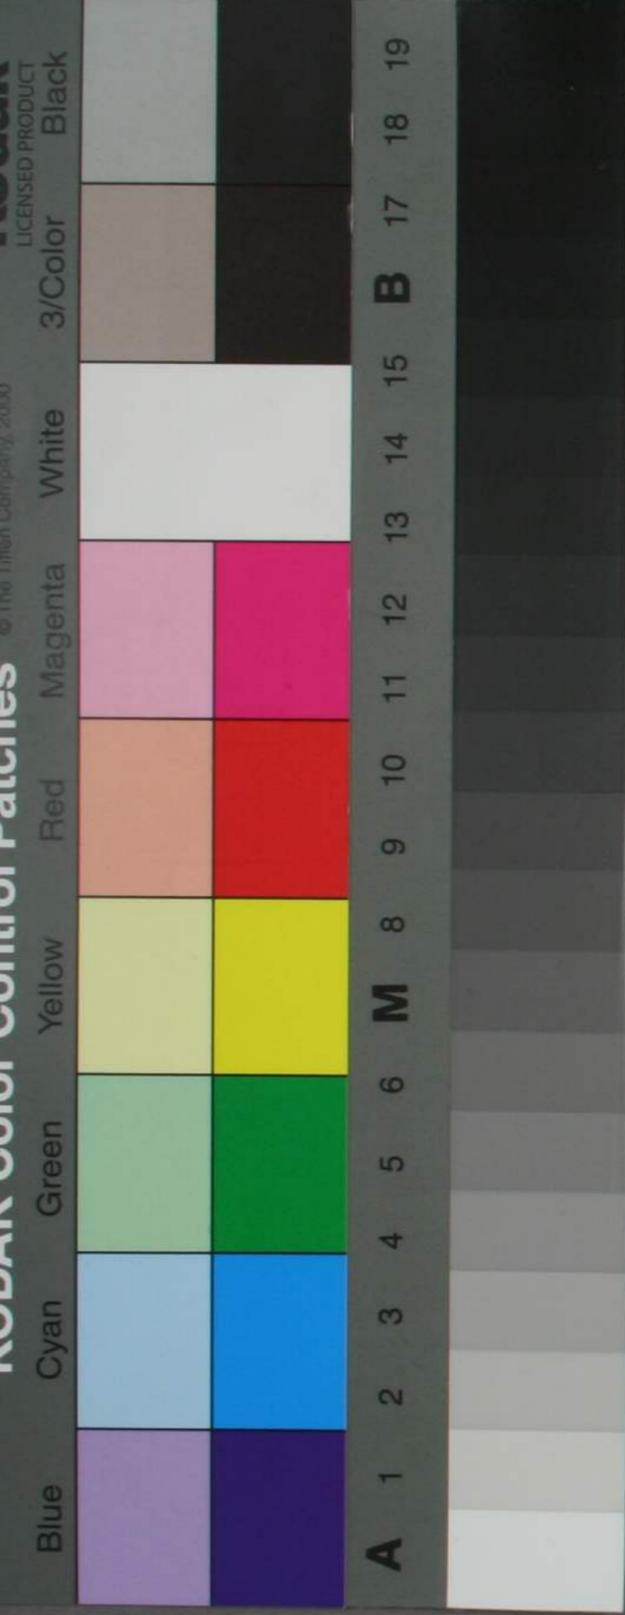 KODAK Color Control Patches
© The Tiffen Company, 2000
Kodak
LICENSED PRODUCT
Blue Cyan Green Yellow Red Magenta White 3/Color Black
A 1 2 3 4 5 6 M 8 9 10 11 12 13 14 15 B 17 18 19